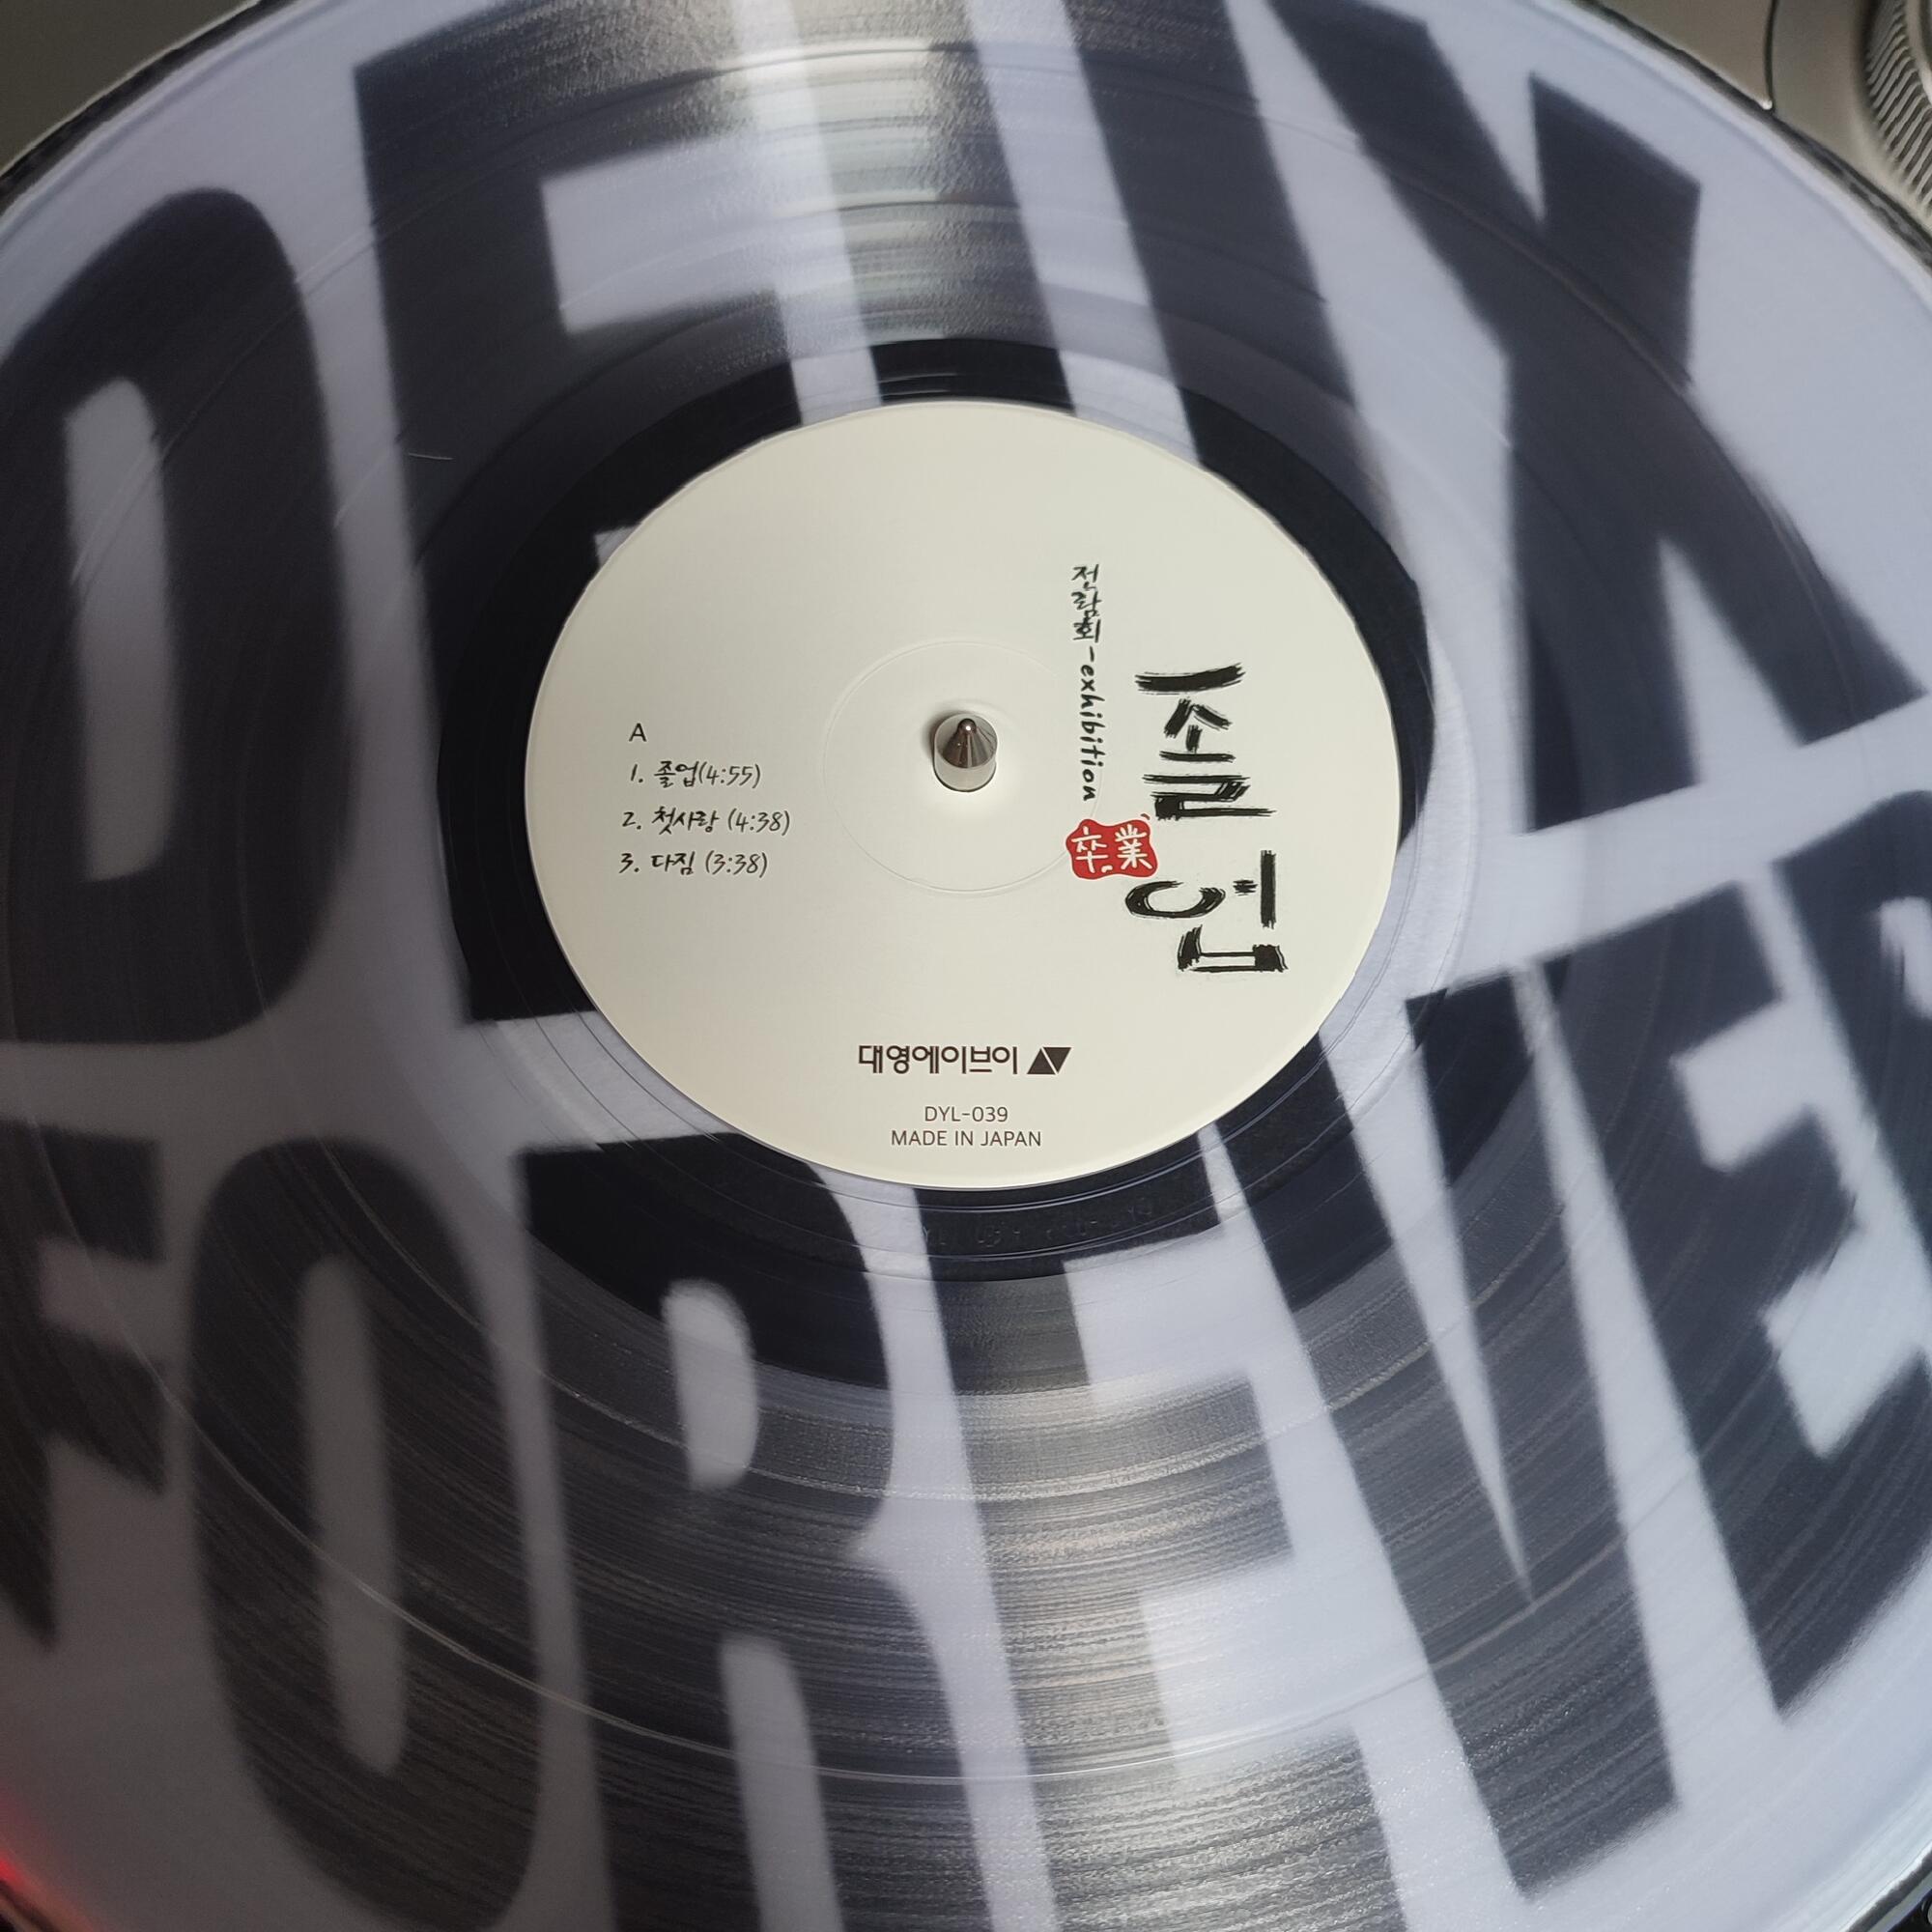 RELAX
FOREVER
전람회-exhibition
졸업
卒業
A
1. 졸업(4:55)
2. 첫사랑 (4:38)
3. 다짐 (3:38)
대영에이브이
DYL-039
MADE IN JAPAN